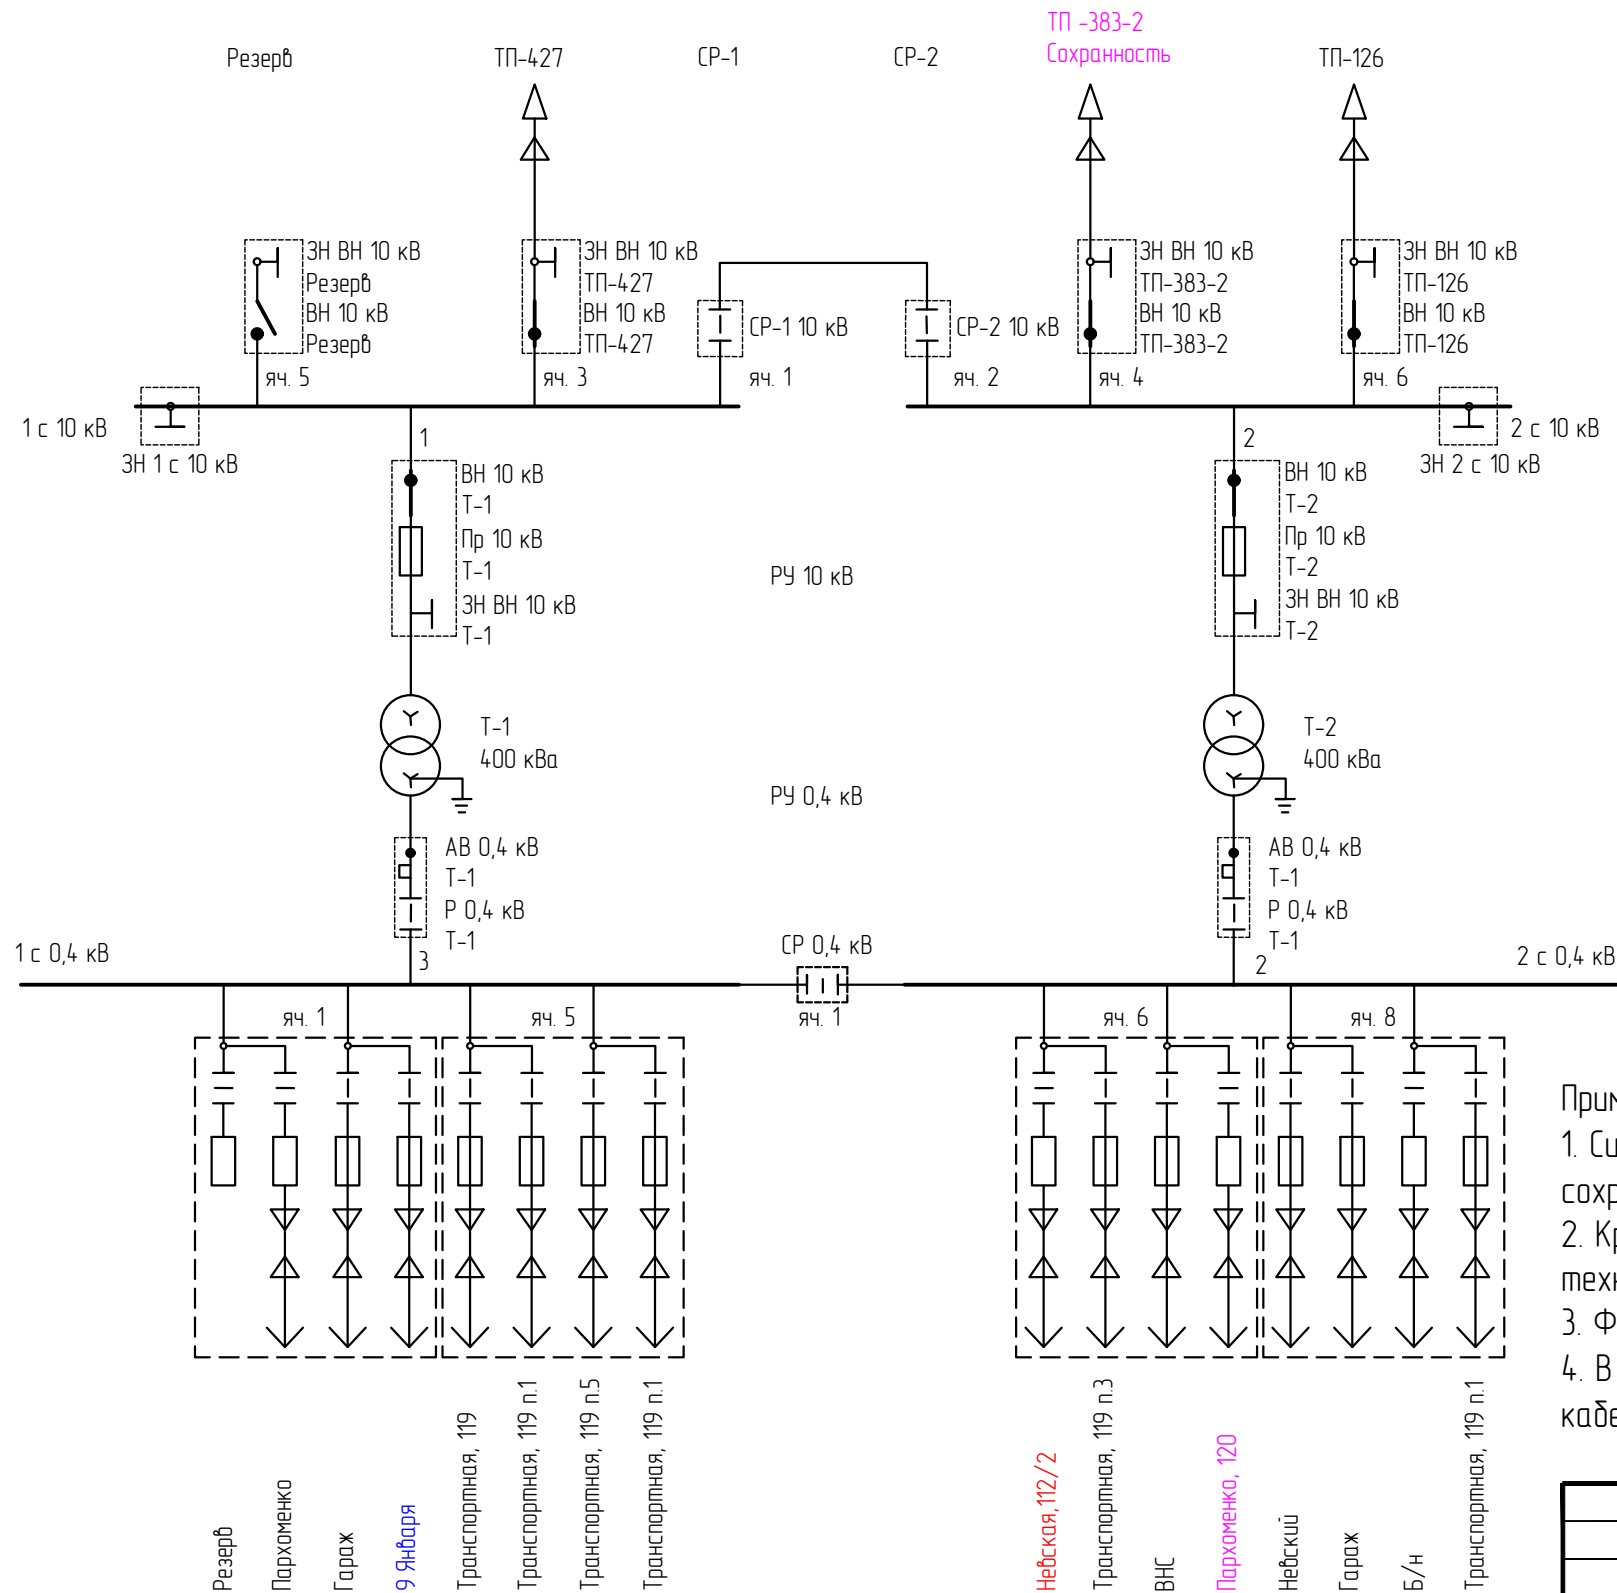 ТП -383-2
Сохранность
Резерв
ТП-427
СР-1
СР-2
ТП-126
ЗН ВН 10 кВ
Резерв
ВН 10 кВ
Резерв
ЗН ВН 10 кВ
ТП-427
ВН 10 кВ
ТП-427
СР-1 10 кВ
СР-2 10 кВ
ЗН ВН 10 кВ
ТП-383-2
ВН 10 кВ
ТП-383-2
ЗН ВН 10 кВ
ТП-126
ВН 10 кВ
ТП-126
яч. 5
яч. 3
яч. 1
яч. 2
яч. 4
яч. 6
1 с 10 кВ
ЗН 1 с 10 кВ
2 с 10 кВ
ЗН 2 с 10 кВ
1
ВН 10 кВ
Т-1
Пр 10 кВ
Т-1
ЗН ВН 10 кВ
Т-1
РУ 10 кВ
2
ВН 10 кВ
Т-2
Пр 10 кВ
Т-2
ЗН ВН 10 кВ
Т-2
Т-1
400 кВа
Т-2
400 кВа
РУ 0,4 кВ
АВ 0,4 кВ
Т-1
Р 0,4 кВ
Т-1
3
АВ 0,4 кВ
Т-1
Р 0,4 кВ
Т-1
2
1 с 0,4 кВ
СР 0,4 кВ
яч. 1
2 с 0,4 кВ
яч. 1
яч. 5
яч. 6
яч. 8
1.
2.
3.
4. В
Резерв
Пархоменко
Гараж
9 Января
Транспортная, 119
Транспортная, 119 п.1
Транспортная, 119 п.5
Транспортная, 119 п.1
Невская,112/2
Транспортная, 119 п.3
ВНС
Пархоменко, 120
Невский
Гараж
Б/н
Транспортная, 119 п.1